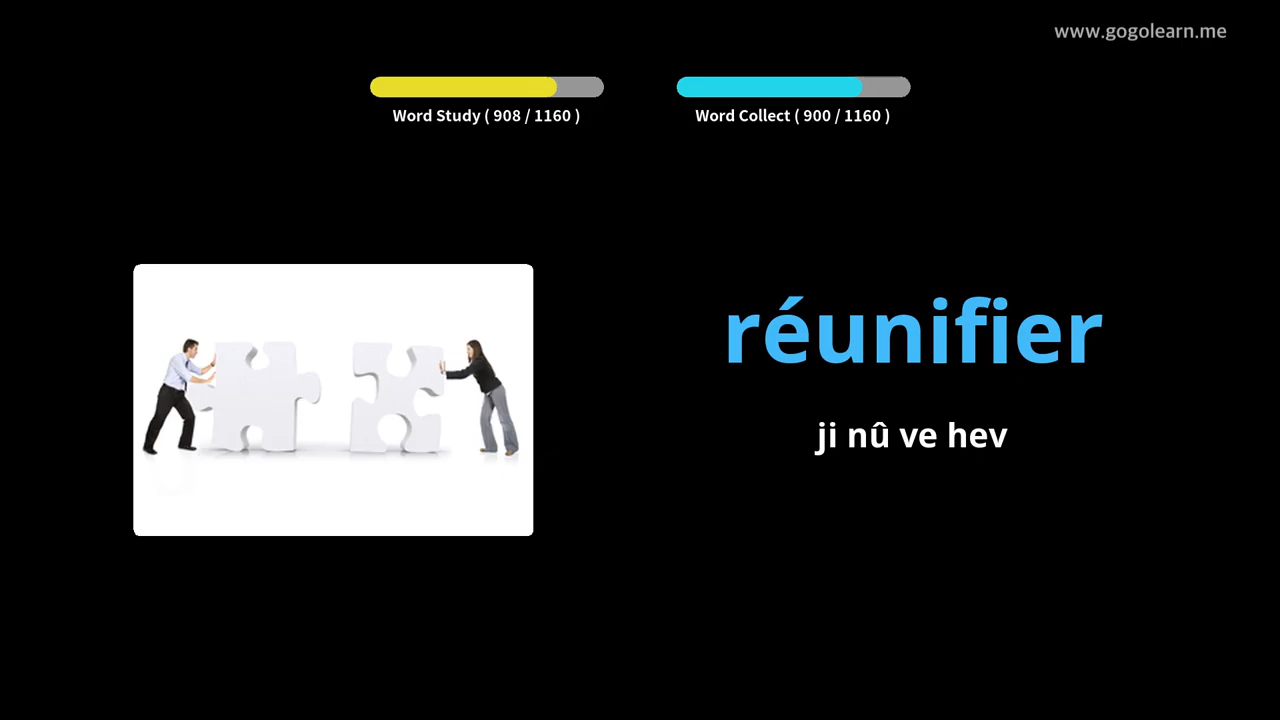 www.gogolearn.me
Word Study ( 908 / 1160 )
Word Collect ( 900 / 1160 )
réunifier
ji nû ve hev